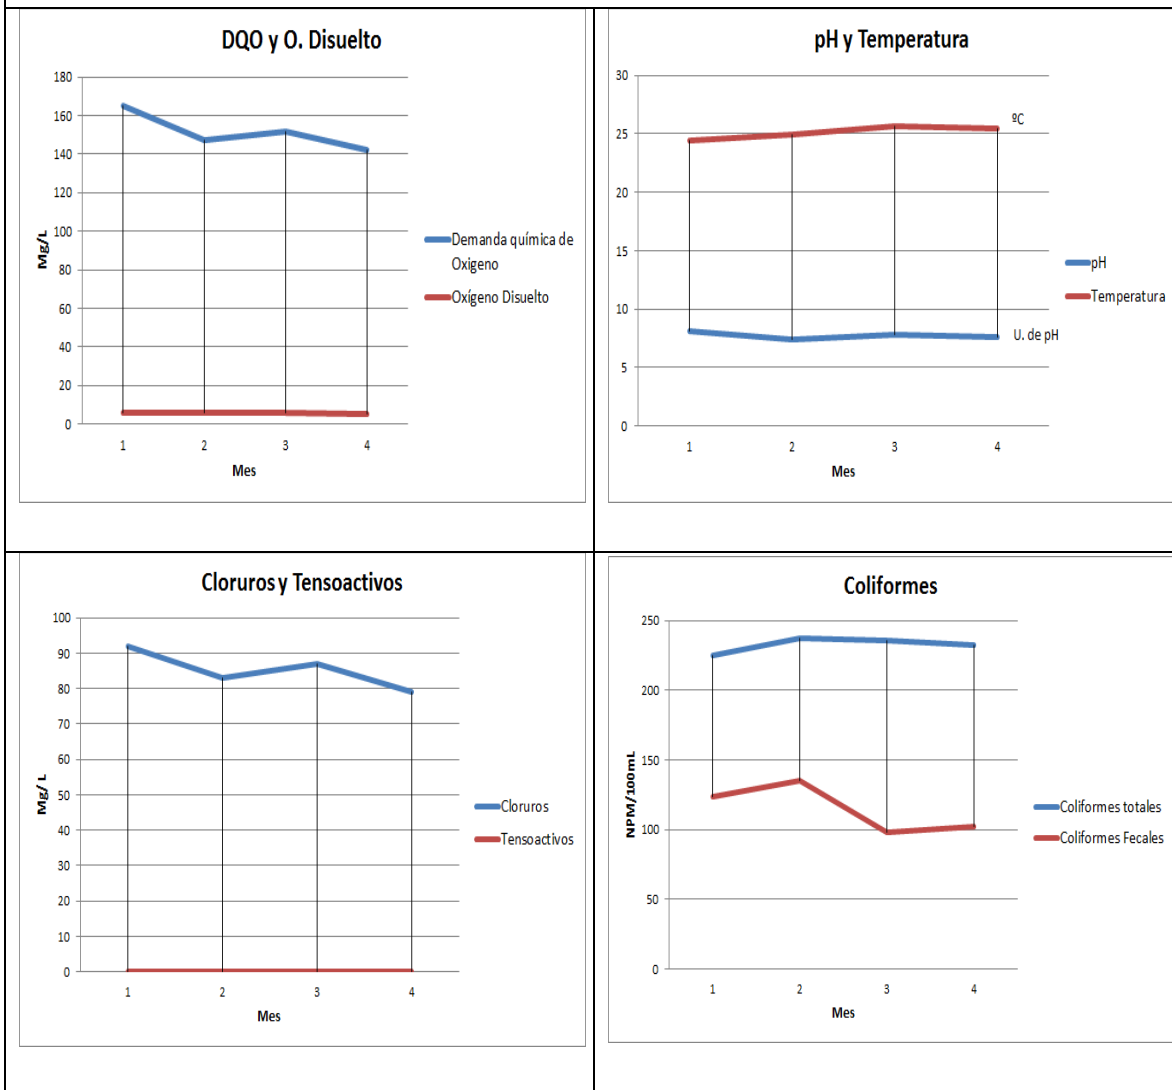 DQO y O. Disuelto
180
160
140
120
100
80
60
40
20
0
Mg/L
1 2 3 4
Mes
Demanda química de
Oxigeno
Oxígeno Disuelto
pH y Temperatura
30
25
20
15
10
5
0
ºC
U. de pH
1 2 3 4
Mes
pH
Temperatura
Cloruros y Tensoactivos
100
90
80
70
60
50
40
30
20
10
0
Mg/ L
1 2 3 4
Mes
Cloruros
Tensoactivos
Coliformes
250
200
150
100
50
0
NPM/100mL
1 2 3 4
Mes
Coliformes totales
Coliformes Fecales